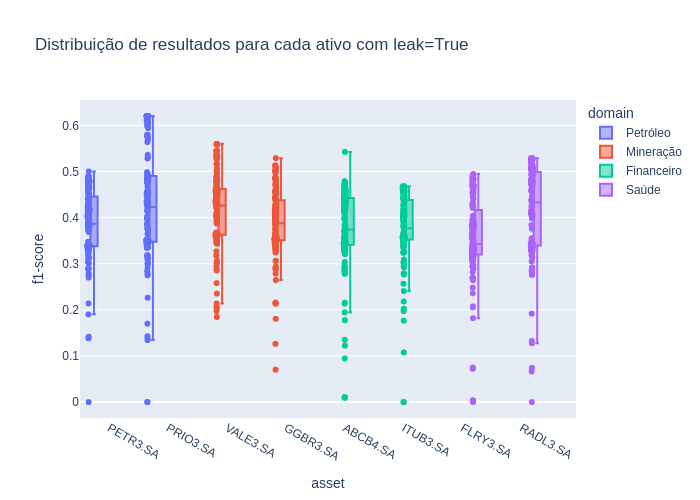 Distribuição de resultados para cada ativo com leak=True
domain
Petróleo
Mineração
Financeiro
Saúde
f1-score
0.6
0.5
0.4
0.3
0.2
0.1
0
PETR3.SA
PRIO3.SA
VALE3.SA
GGBR3.SA
ABCB4.SA
ITUB3.SA
FLRY3.SA
RADL3.SA
asset